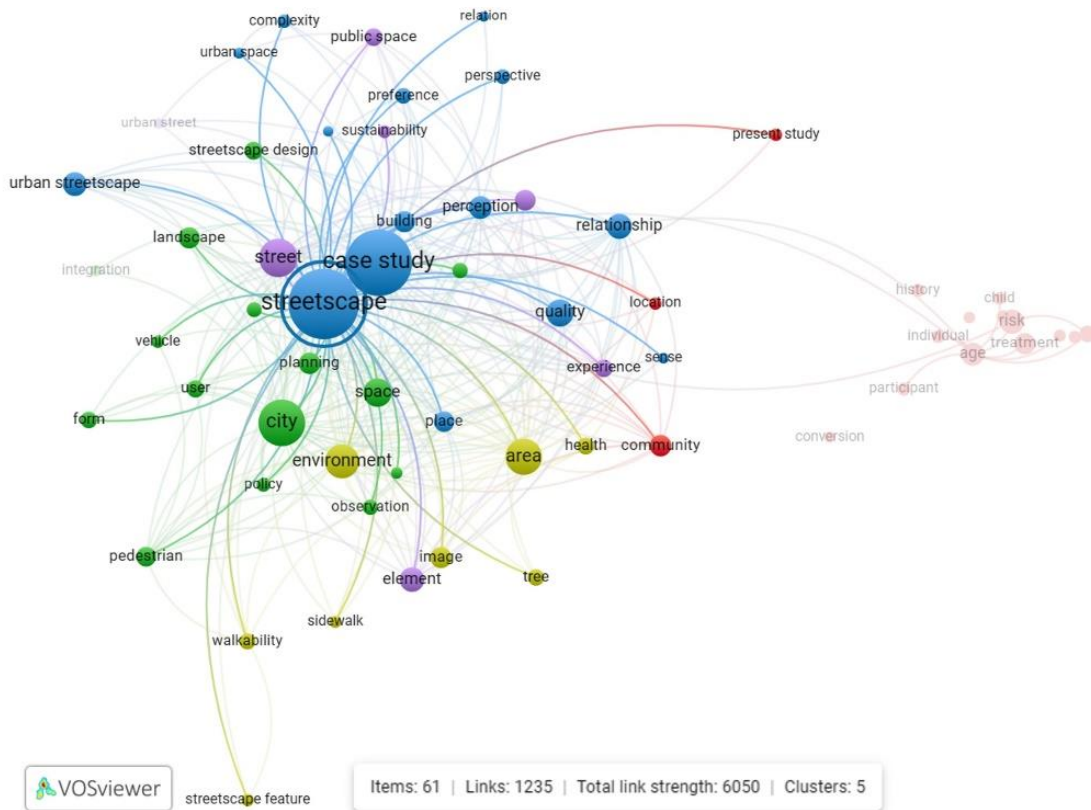 complexity
relation
public space
urban space
perspective
preference
urban street
sustainability
present study
streetscape design
urban streetscape
perception
building
relationship
landscape
street
case study
integration
history
child
streetscape
location
quality
risk
individual
vehicle
treatment
age
planning
sense
experience
user
space
participant
form
place
city
conversion
health
community
environment
area
policy
observation
pedestrian
image
element
tree
sidewalk
walkability
streetscape feature
VOSviewer
Items: 61 | Links: 1235 | Total link strength: 6050 | Clusters: 5